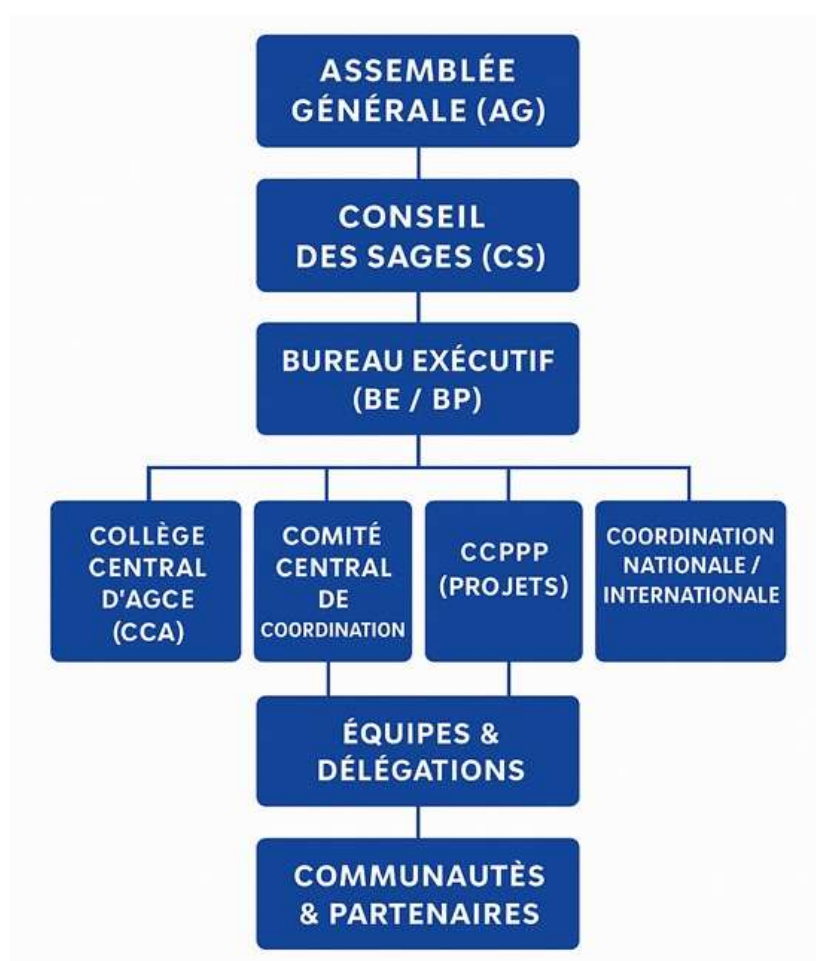 ASSEMBLÉE
GÉNÉRALE (AG)
CONSEIL
DES SAGES (CS)
BUREAU EXÉCUTIF
(BE / BP)
COLLÈGE
CENTRAL
D'AGCE
(CCA)
COMITÉ
CENTRAL
DE
COORDINATION
CCPPP
(PROJETS)
COORDINATION
NATIONALE /
INTERNATIONALE
ÉQUIPES &
DÉLÉGATIONS
COMMUNAUTÈS
& PARTENAIRES